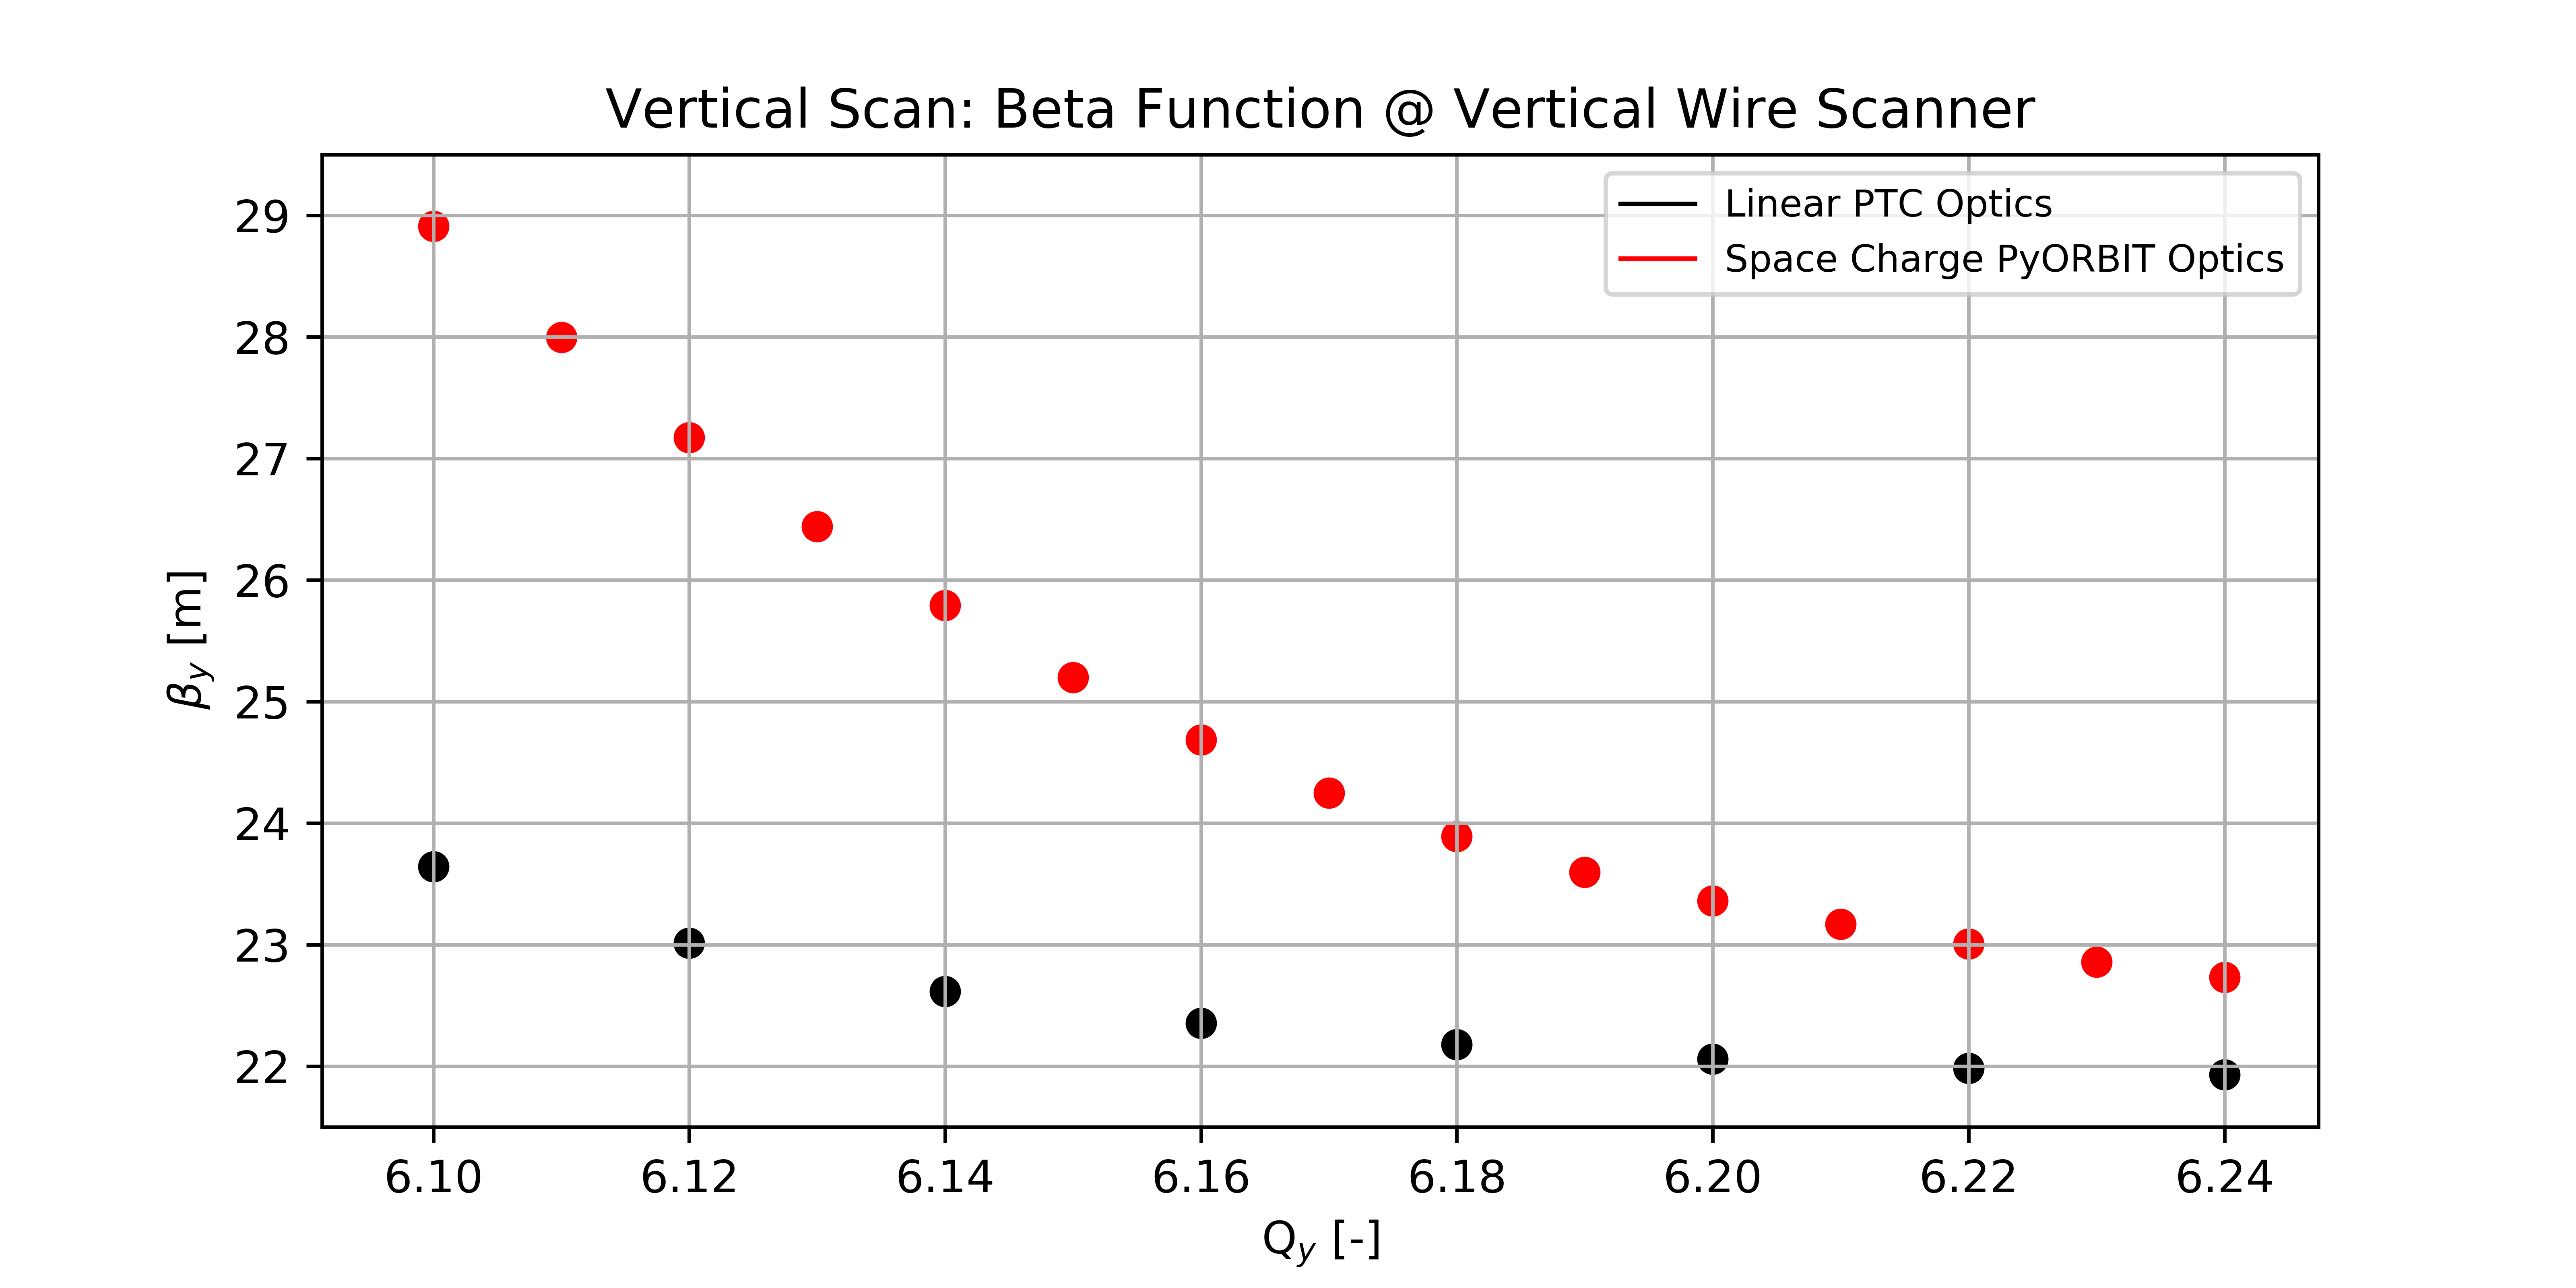 Vertical Scan: Beta Function @ Vertical Wire Scanner
Linear PTC Optics
Space Charge PyORBIT Optics
29
28
27
26
25
24
23
22
βy [m]
6.10 6.12 6.14 6.16 6.18 6.20 6.22 6.24
Qy [-]